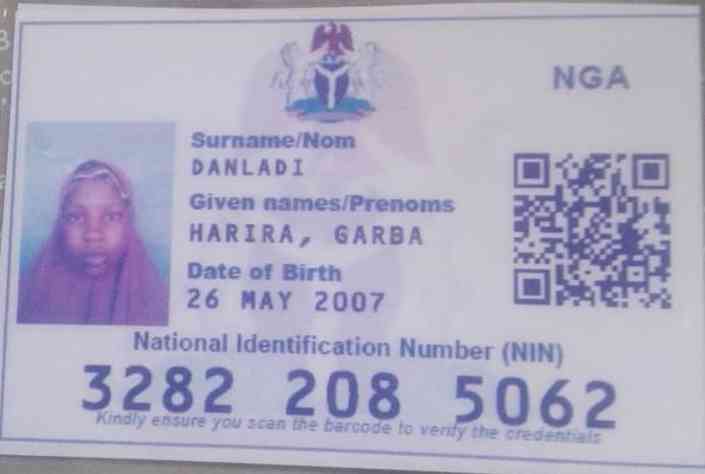 NGA
Surname/Nom
DANLADI
Given names/Prenoms
HARIRA, GARBA
Date of Birth
26 MAY 2007
National Identification Number (NIN)
3282 208 5062
Kindly ensure you scan the barcode to verify the credentials